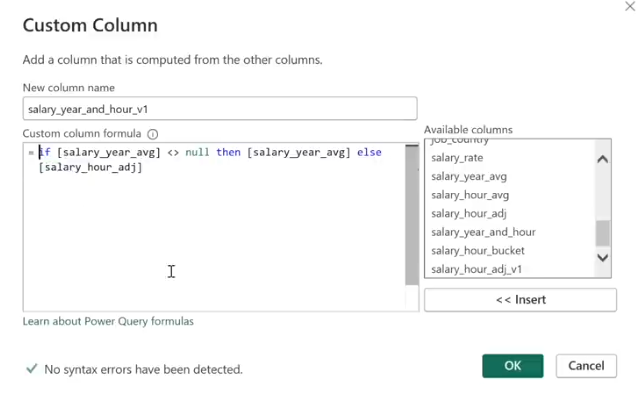 Custom Column
Add a column that is computed from the other columns.
New column name
salary_year_and_hour_v1
Custom column formula
= if [salary_year_avg] <> null then [salary_year_avg] else
[salary_hour_adj]
Available columns
job_country
salary_rate
salary_year_avg
salary_hour_avg
salary_hour_adj
salary_year_and_hour
salary_hour_bucket
salary_hour_adj_v1
<< Insert
Learn about Power Query formulas
No syntax errors have been detected.
OK
Cancel